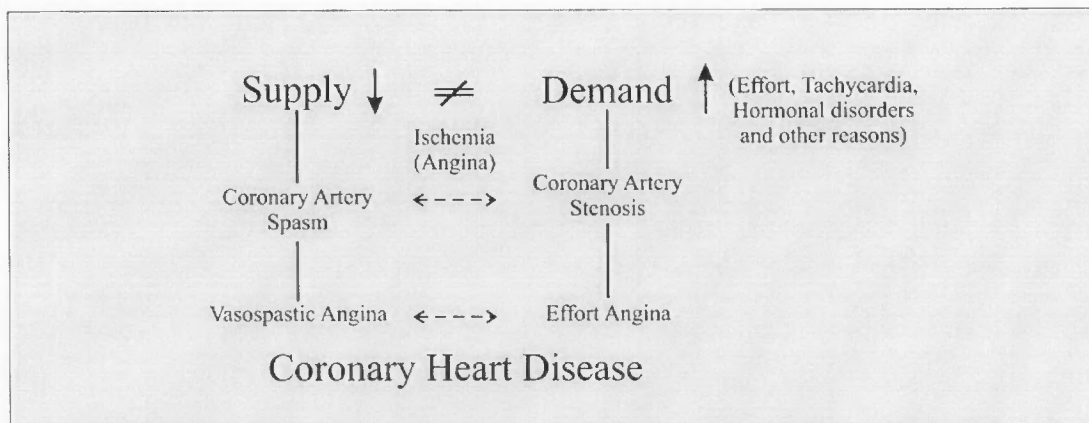 Supply ↓ ≠ Demand ↑ (Effort, Tachycardia,
Hormonal disorders
and other reasons)
Ischemia
(Angina)
Coronary Artery
Spasm
Coronary Artery
Stenosis
Vasospastic Angina
Effort Angina
Coronary Heart Disease